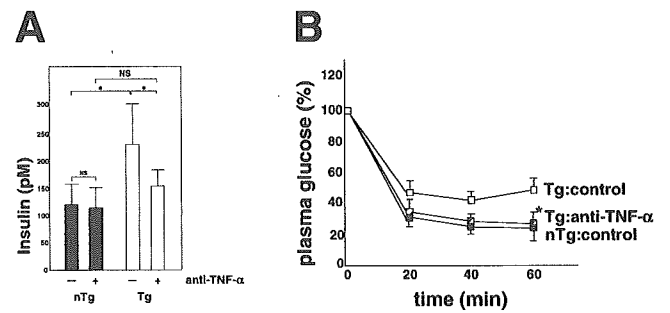 A
B
NS
*
*
NS
Insulin (pM)
300
250
200
150
100
50
0
− + − + anti-TNF-α
nTg Tg
plasma glucose (%)
120
100
80
60
40
20
0 20 40 60
time (min)
Tg:control
*Tg:anti-TNF-α
nTg:control